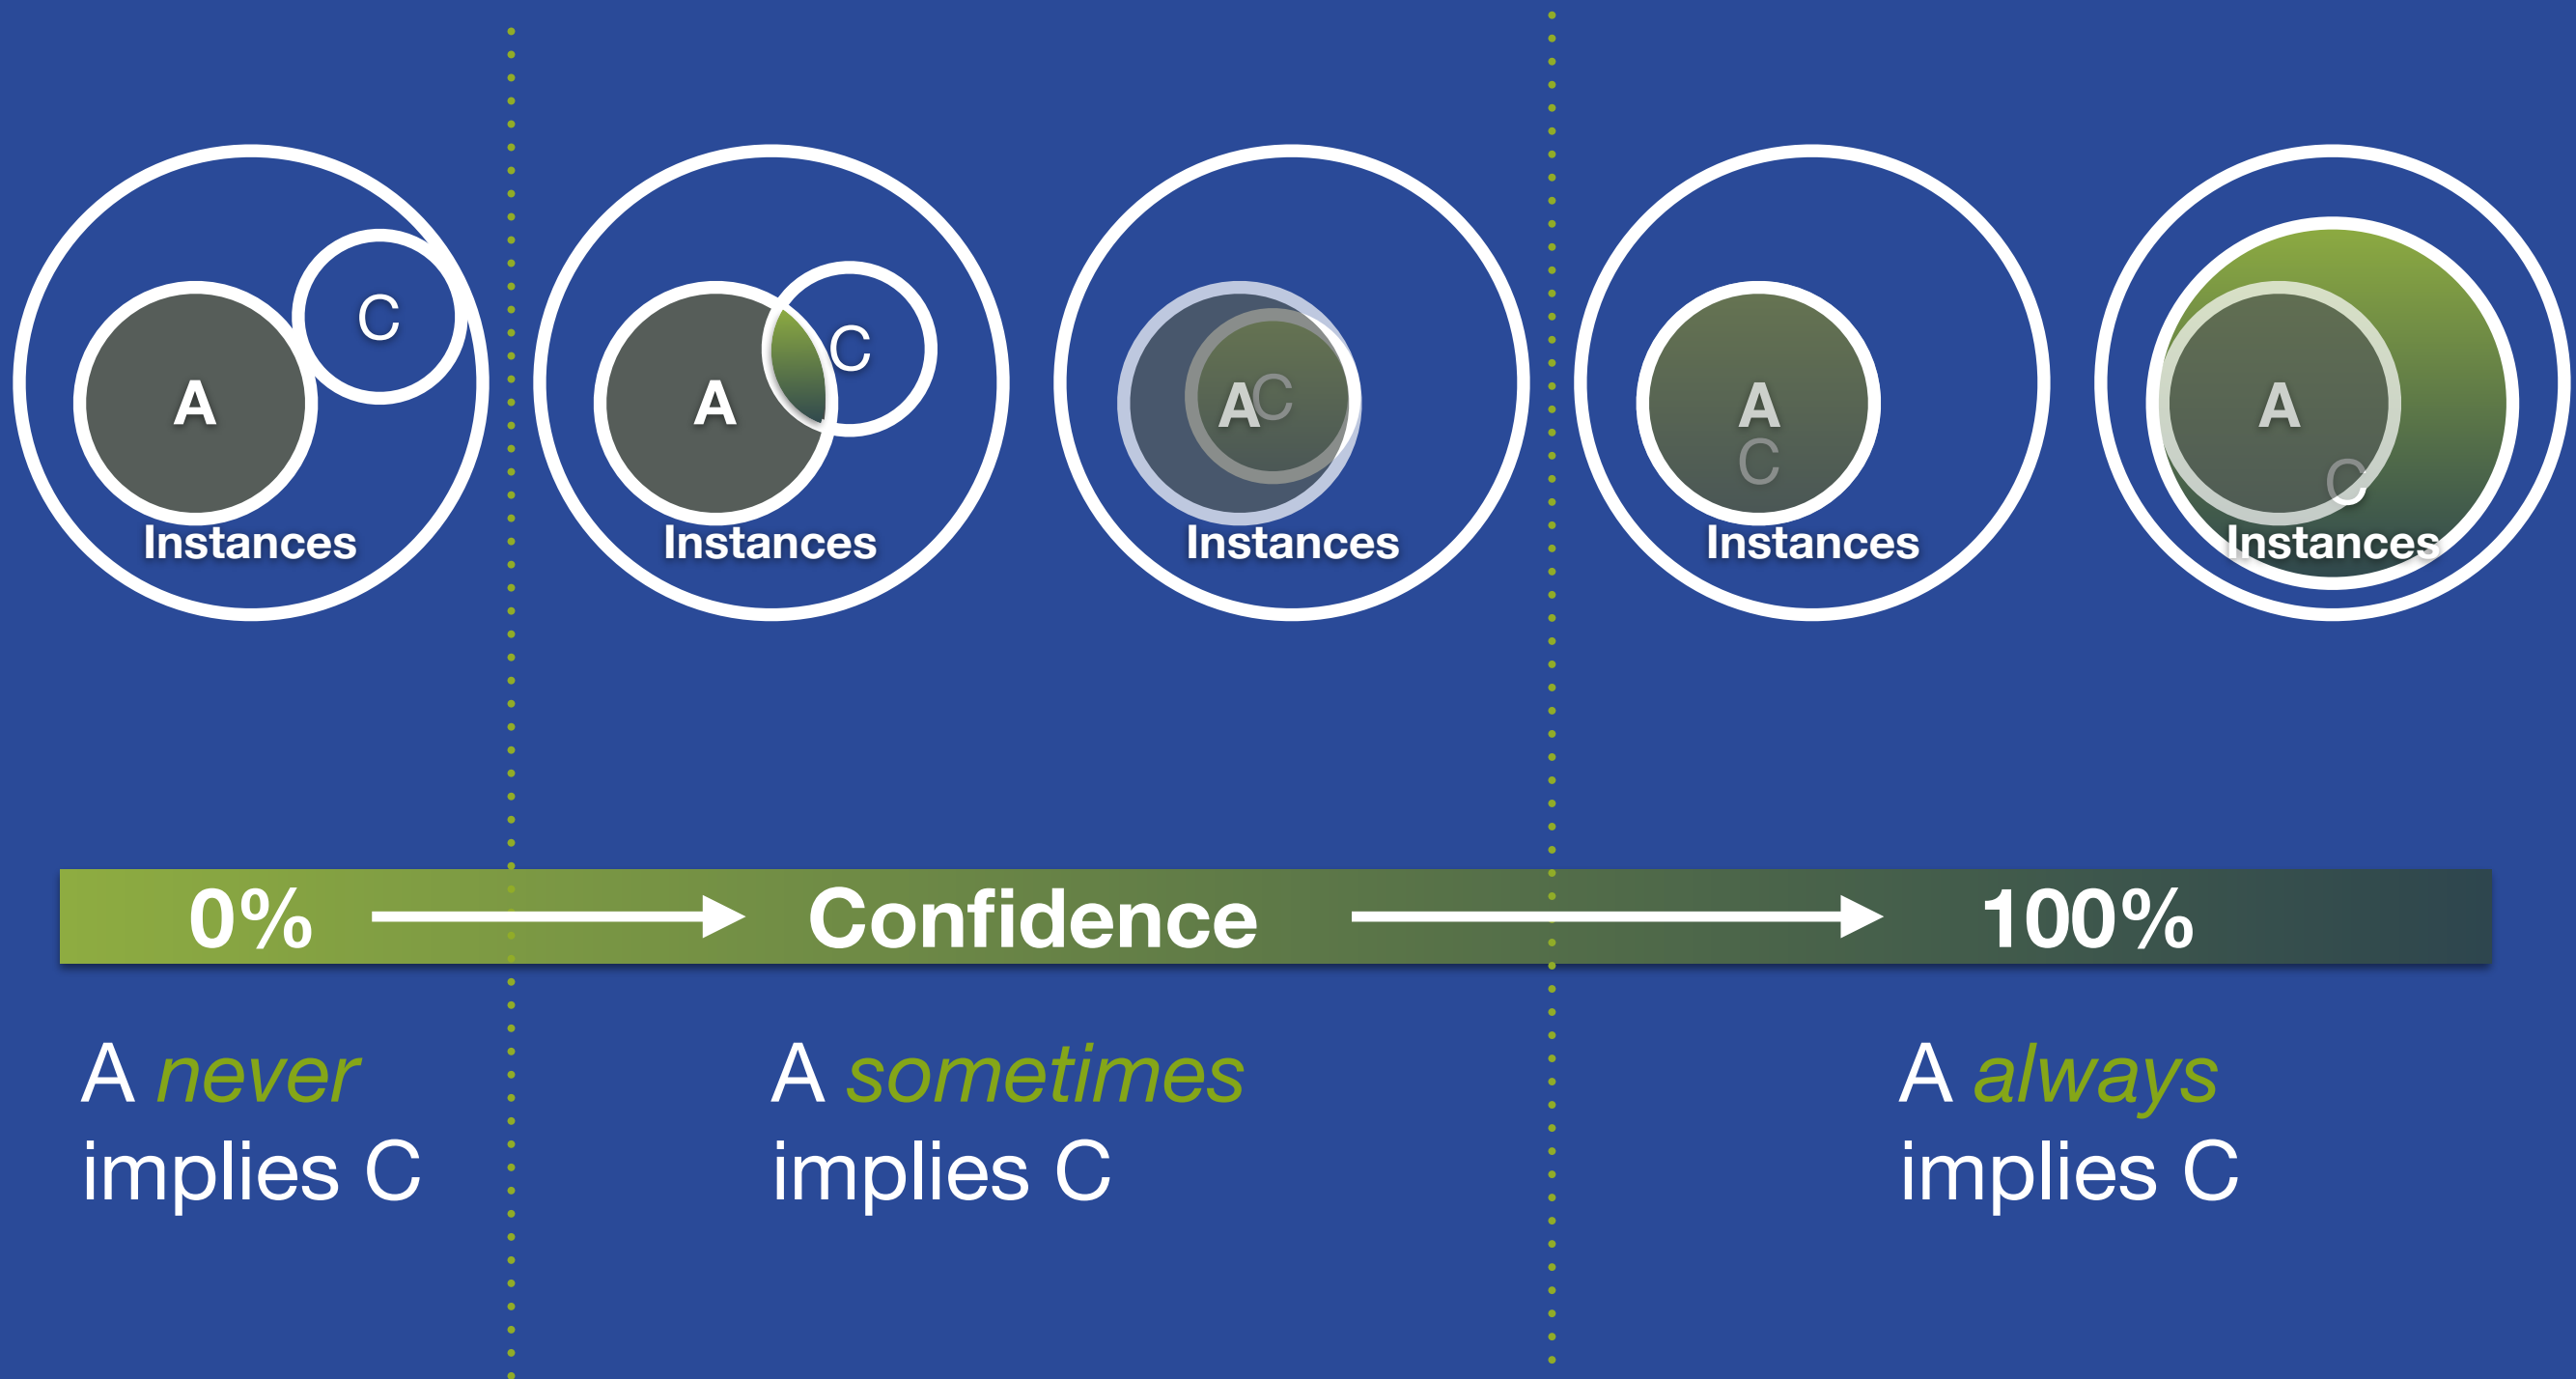 A
C
Instances
A
C
Instances
A
C
Instances
A
C
Instances
A
C
Instances
0% Confidence 100%
A never
implies C
A sometimes
implies C
A always
implies C